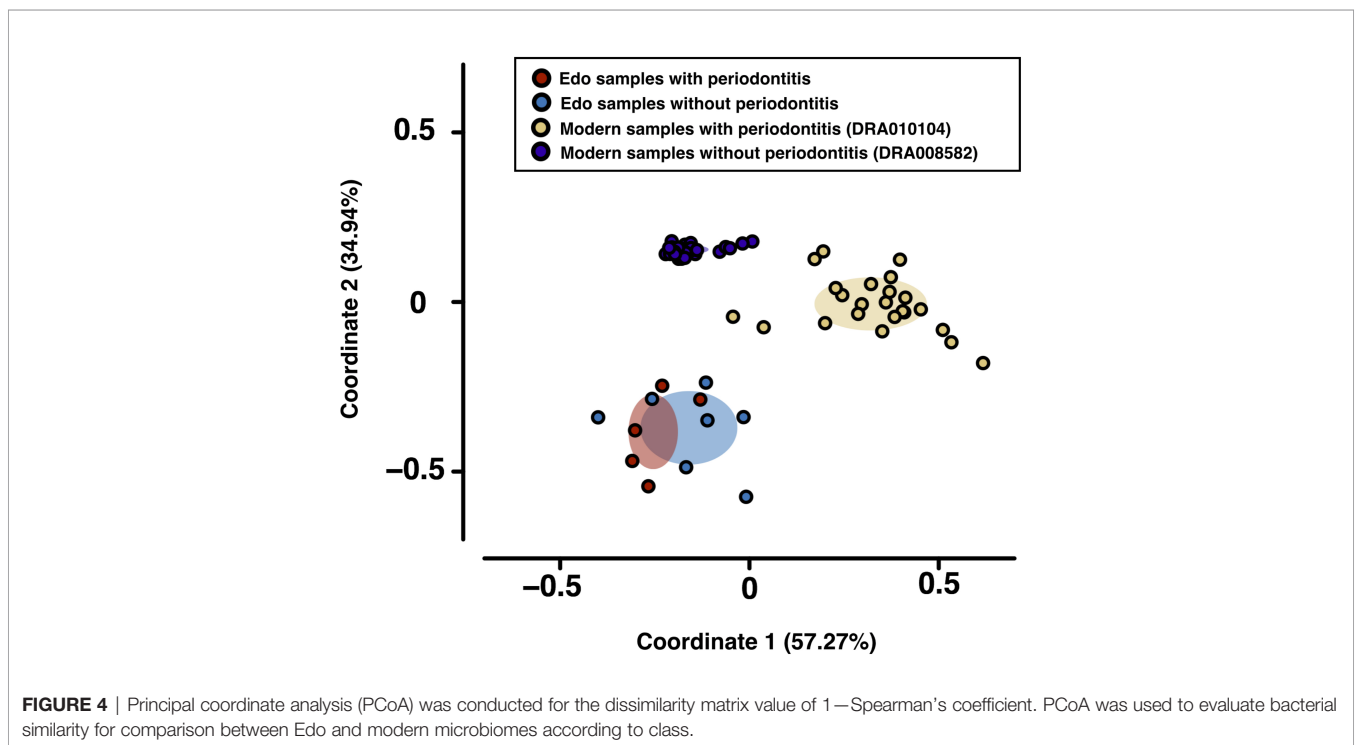 Edo samples with periodontitis
Edo samples without periodontitis
Modern samples with periodontitis (DRA010104)
Modern samples without periodontitis (DRA008582)
0.5
0
−0.5
Coordinate 2 (34.94%)
−0.5
0
0.5
Coordinate 1 (57.27%)
FIGURE 4 | Principal coordinate analysis (PCoA) was conducted for the dissimilarity matrix value of 1—Spearman's coefficient. PCoA was used to evaluate bacterial
similarity for comparison between Edo and modern microbiomes according to class.